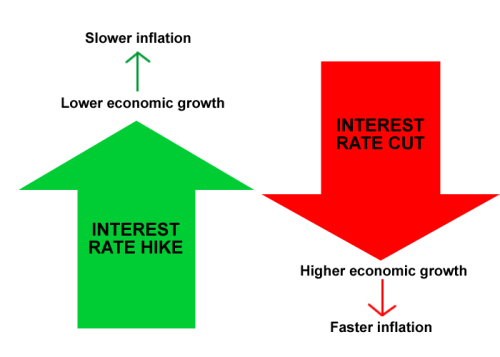 Slower inflation
Lower economic growth
INTEREST
RATE HIKE
INTEREST
RATE CUT
Higher economic growth
Faster inflation